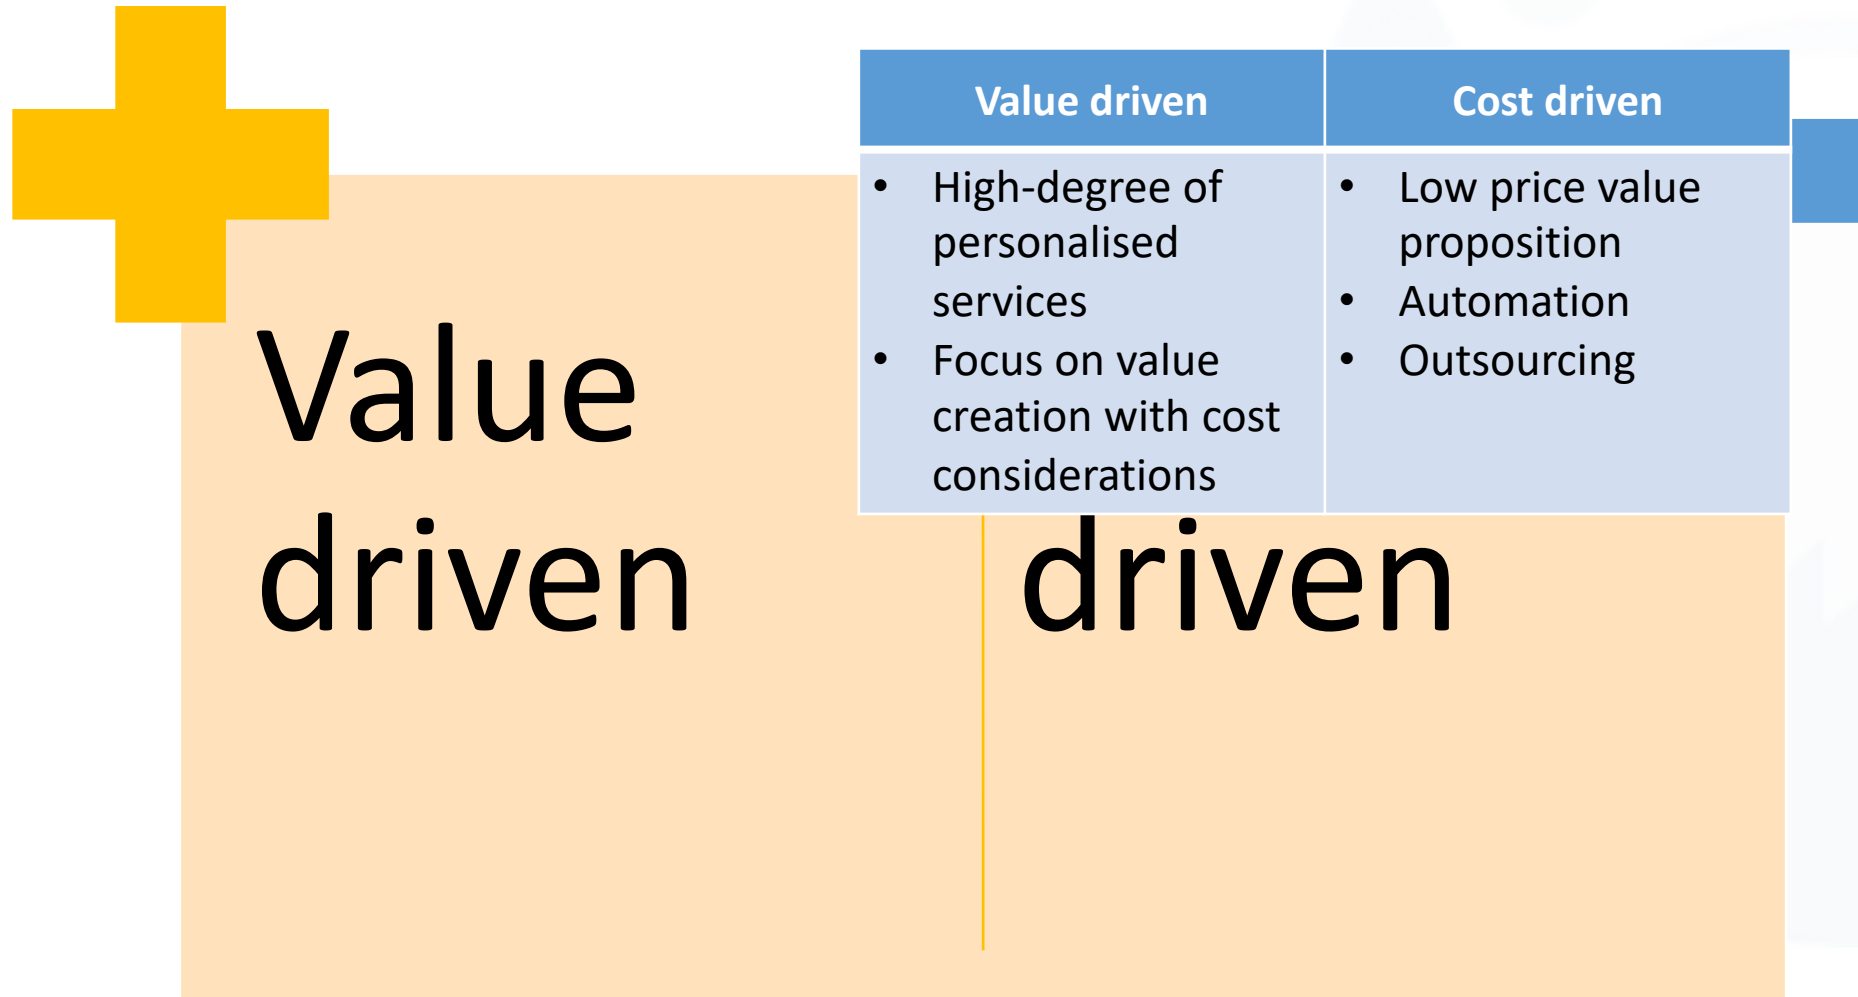 Value driven
Cost driven
• High-degree of
personalised
services
• Focus on value
creation with cost
considerations
• Low price value
proposition
• Automation
• Outsourcing
Value
driven
driven